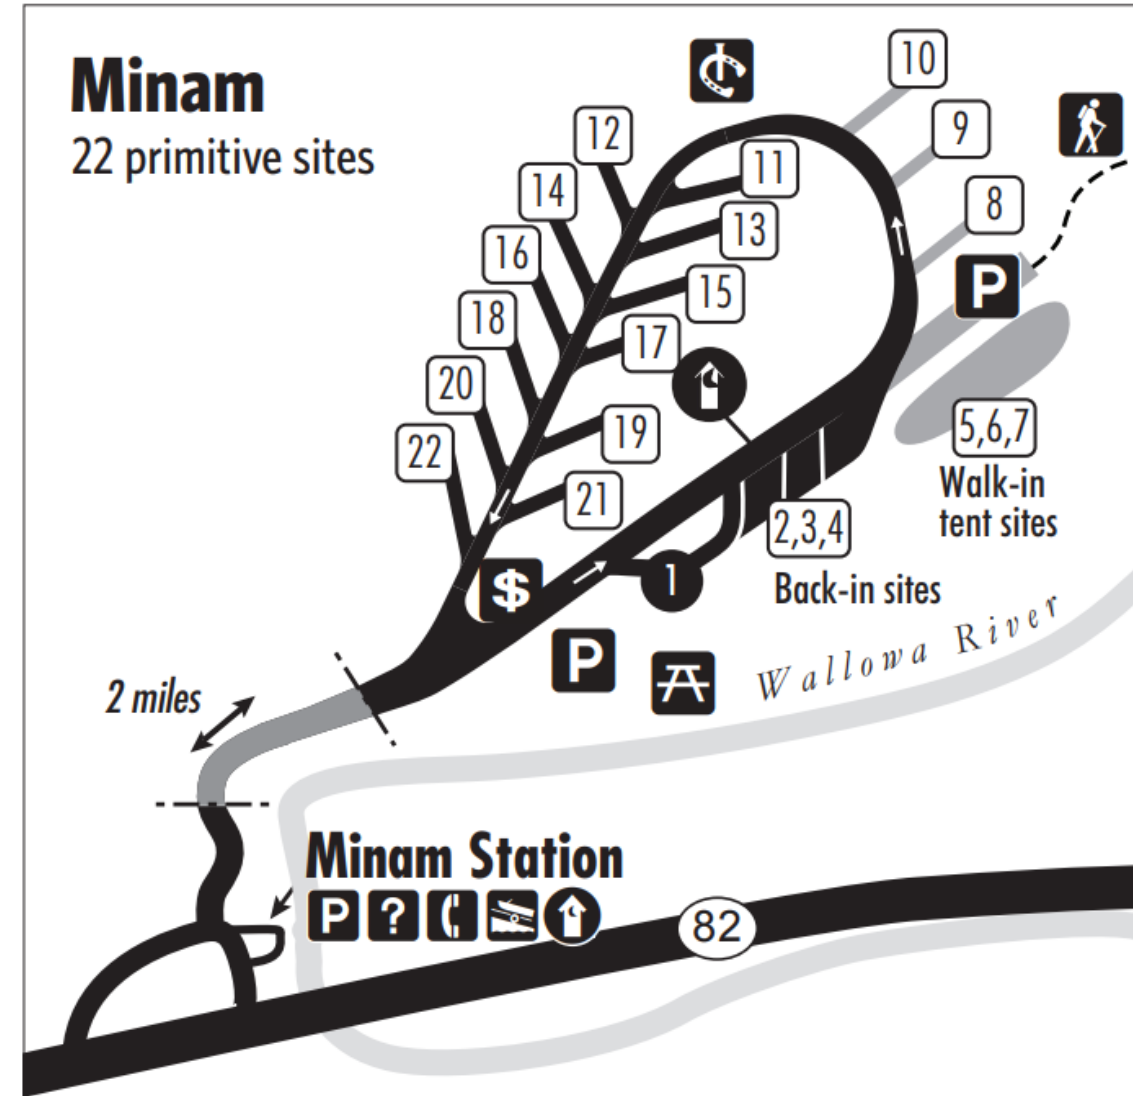 Minam
22 primitive sites
10
9
8
12
11
14
13
16
15
18
17
20
19
22
21
P
5,6,7
Walk-in
tent sites
2,3,4
Back-in sites
1
$
P
Wallowa River
2 miles
Minam Station
P ?
82